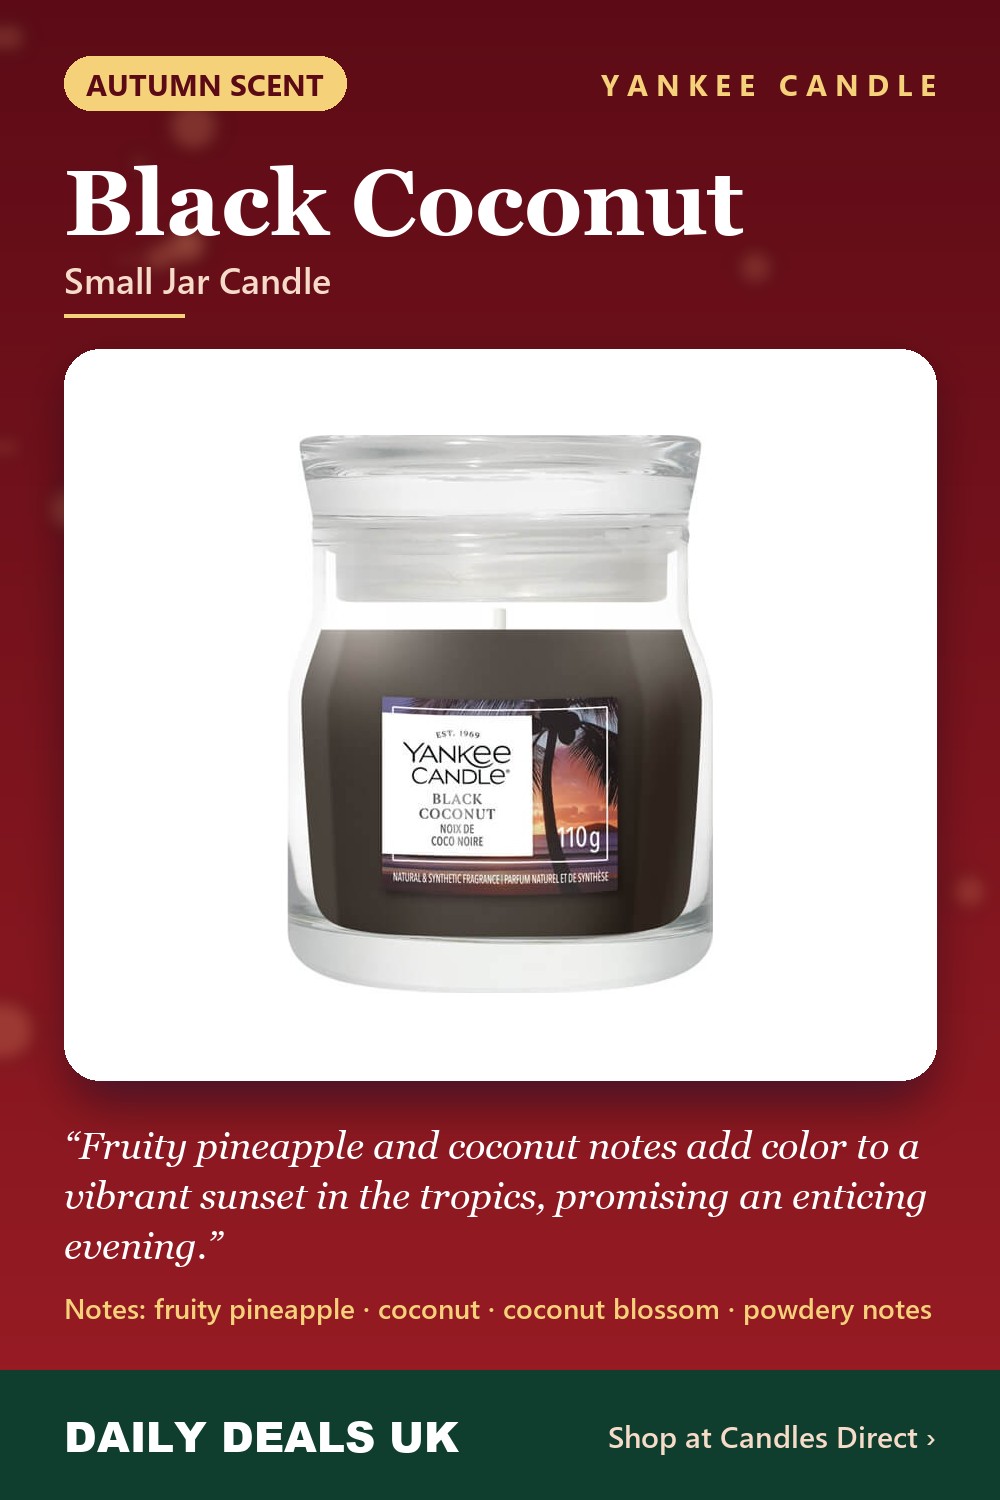 AUTUMN SCENT
YANKEE CANDLE
Black Coconut
Small Jar Candle
EST. 1969
YANKEE
CANDLE®
BLACK
COCONUT
NOIX DE
COCO NOIRE
110g
NATURAL & SYNTHETIC FRAGRANCE | PARFUM NATUREL ET DE SYNTHÈSE
“Fruity pineapple and coconut notes add color to a
vibrant sunset in the tropics, promising an enticing
evening.”
Notes: fruity pineapple · coconut · coconut blossom · powdery notes
DAILY DEALS UK
Shop at Candles Direct ›